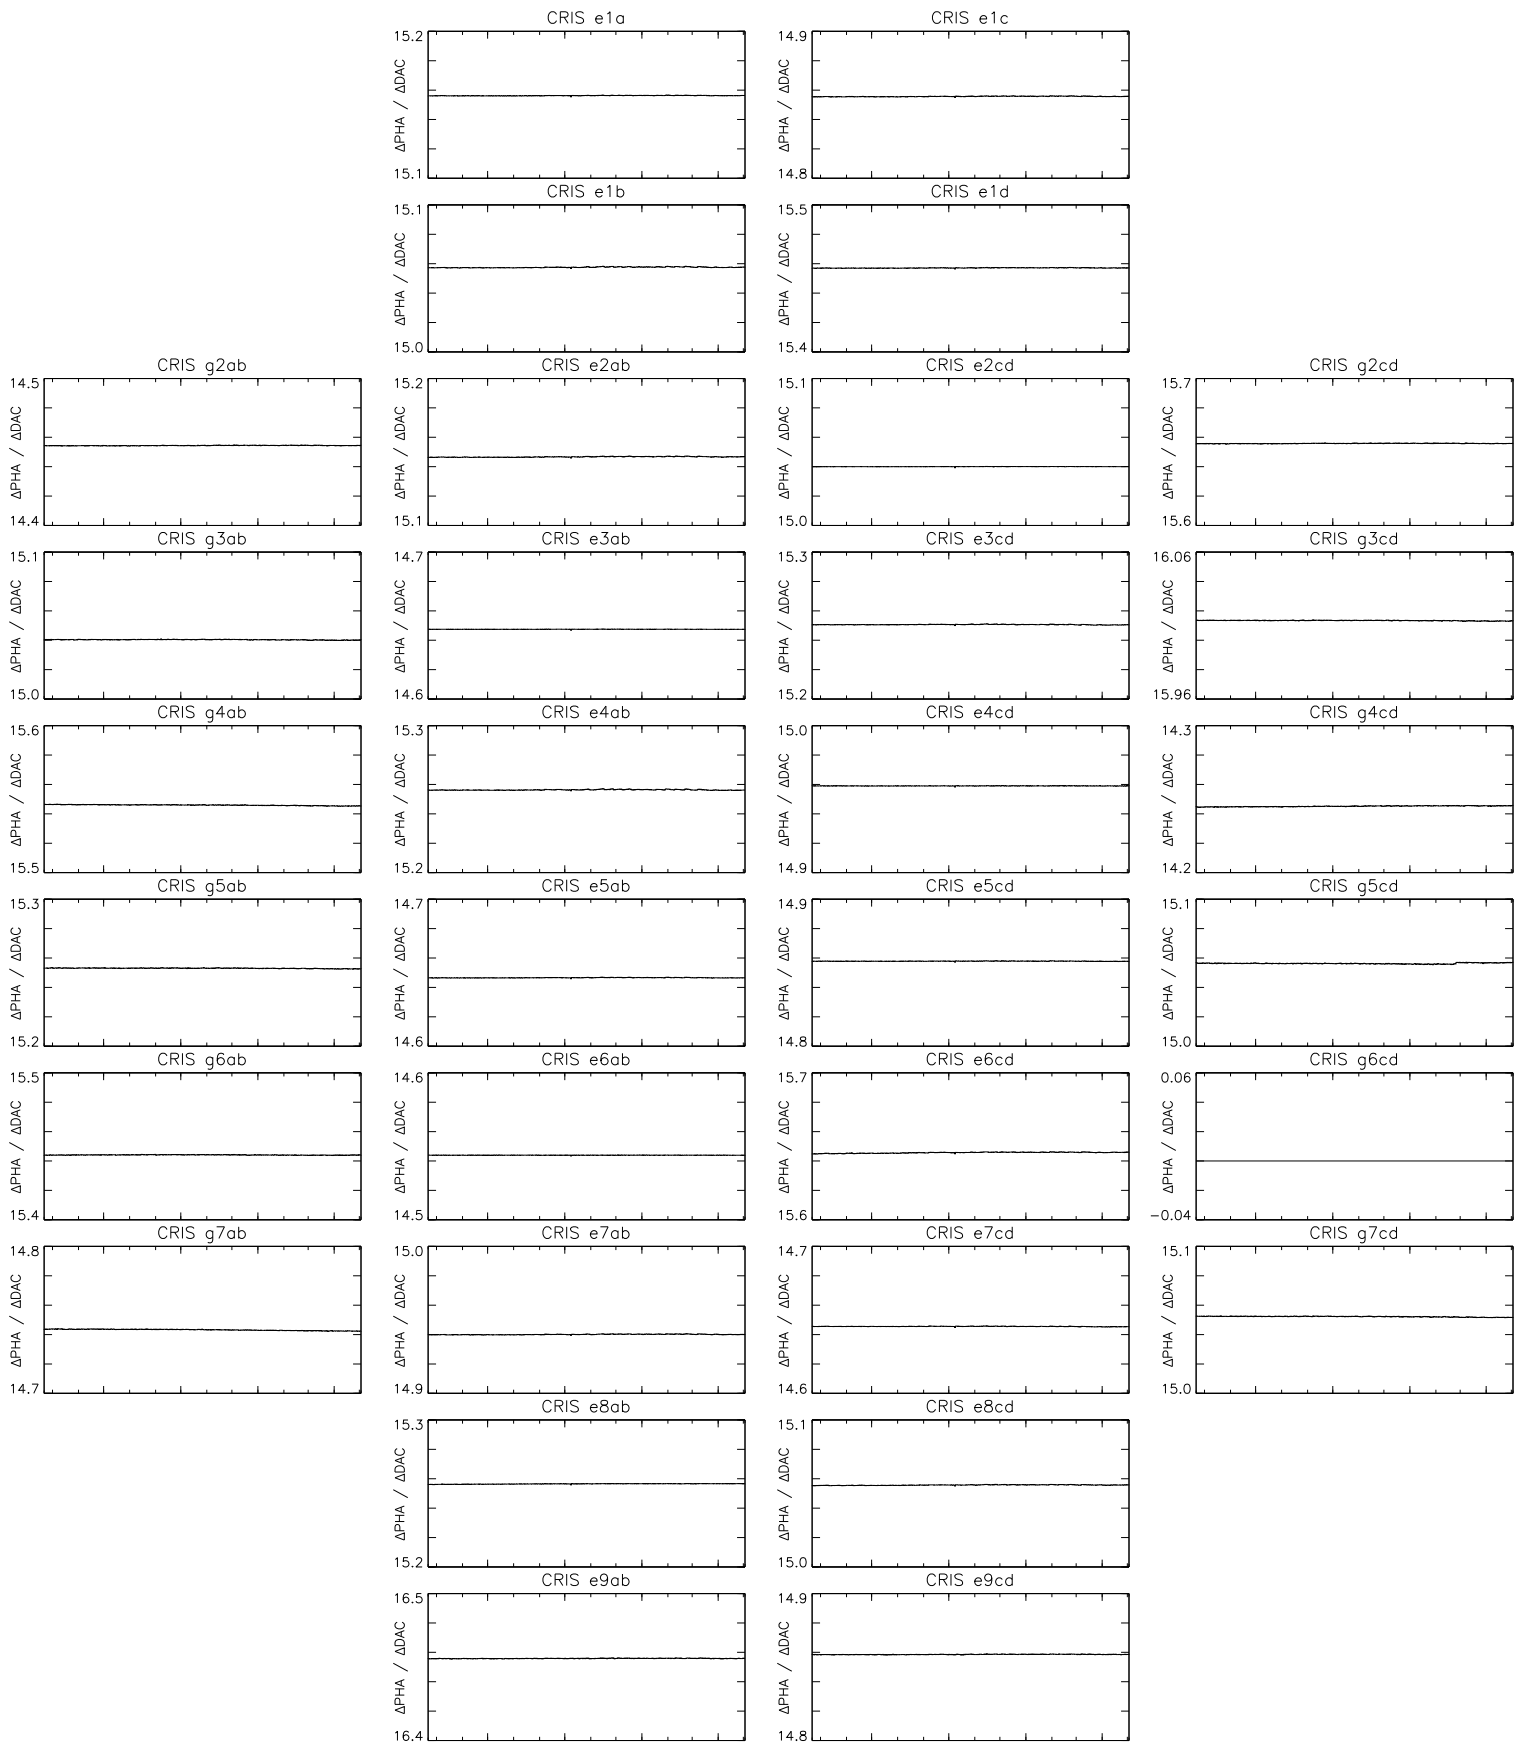 CRIS e1a
15.2
ΔPHA / ΔDAC
15.1
CRIS e1c
14.9
ΔPHA / ΔDAC
14.8
CRIS e1b
15.1
ΔPHA / ΔDAC
15.0
CRIS e1d
15.5
ΔPHA / ΔDAC
15.4
CRIS g2ab
14.5
ΔPHA / ΔDAC
14.4
CRIS e2ab
15.2
ΔPHA / ΔDAC
15.1
CRIS e2cd
15.1
ΔPHA / ΔDAC
15.0
CRIS g2cd
15.7
ΔPHA / ΔDAC
15.6
CRIS g3ab
15.1
ΔPHA / ΔDAC
15.0
CRIS e3ab
14.7
ΔPHA / ΔDAC
14.6
CRIS e3cd
15.3
ΔPHA / ΔDAC
15.2
CRIS g3cd
16.06
ΔPHA / ΔDAC
15.96
CRIS g4ab
15.6
ΔPHA / ΔDAC
15.5
CRIS e4ab
15.3
ΔPHA / ΔDAC
15.2
CRIS e4cd
15.0
ΔPHA / ΔDAC
14.9
CRIS g4cd
14.3
ΔPHA / ΔDAC
14.2
CRIS g5ab
15.3
ΔPHA / ΔDAC
15.2
CRIS e5ab
14.7
ΔPHA / ΔDAC
14.6
CRIS e5cd
14.9
ΔPHA / ΔDAC
14.8
CRIS g5cd
15.1
ΔPHA / ΔDAC
15.0
CRIS g6ab
15.5
ΔPHA / ΔDAC
15.4
CRIS e6ab
14.6
ΔPHA / ΔDAC
14.5
CRIS e6cd
15.7
ΔPHA / ΔDAC
15.6
CRIS g6cd
0.06
ΔPHA / ΔDAC
−0.04
CRIS g7ab
14.8
ΔPHA / ΔDAC
14.7
CRIS e7ab
15.0
ΔPHA / ΔDAC
14.9
CRIS e7cd
14.7
ΔPHA / ΔDAC
14.6
CRIS g7cd
15.1
ΔPHA / ΔDAC
15.0
CRIS e8ab
15.3
ΔPHA / ΔDAC
15.2
CRIS e8cd
15.1
ΔPHA / ΔDAC
15.0
CRIS e9ab
16.5
ΔPHA / ΔDAC
16.4
CRIS e9cd
14.9
ΔPHA / ΔDAC
14.8